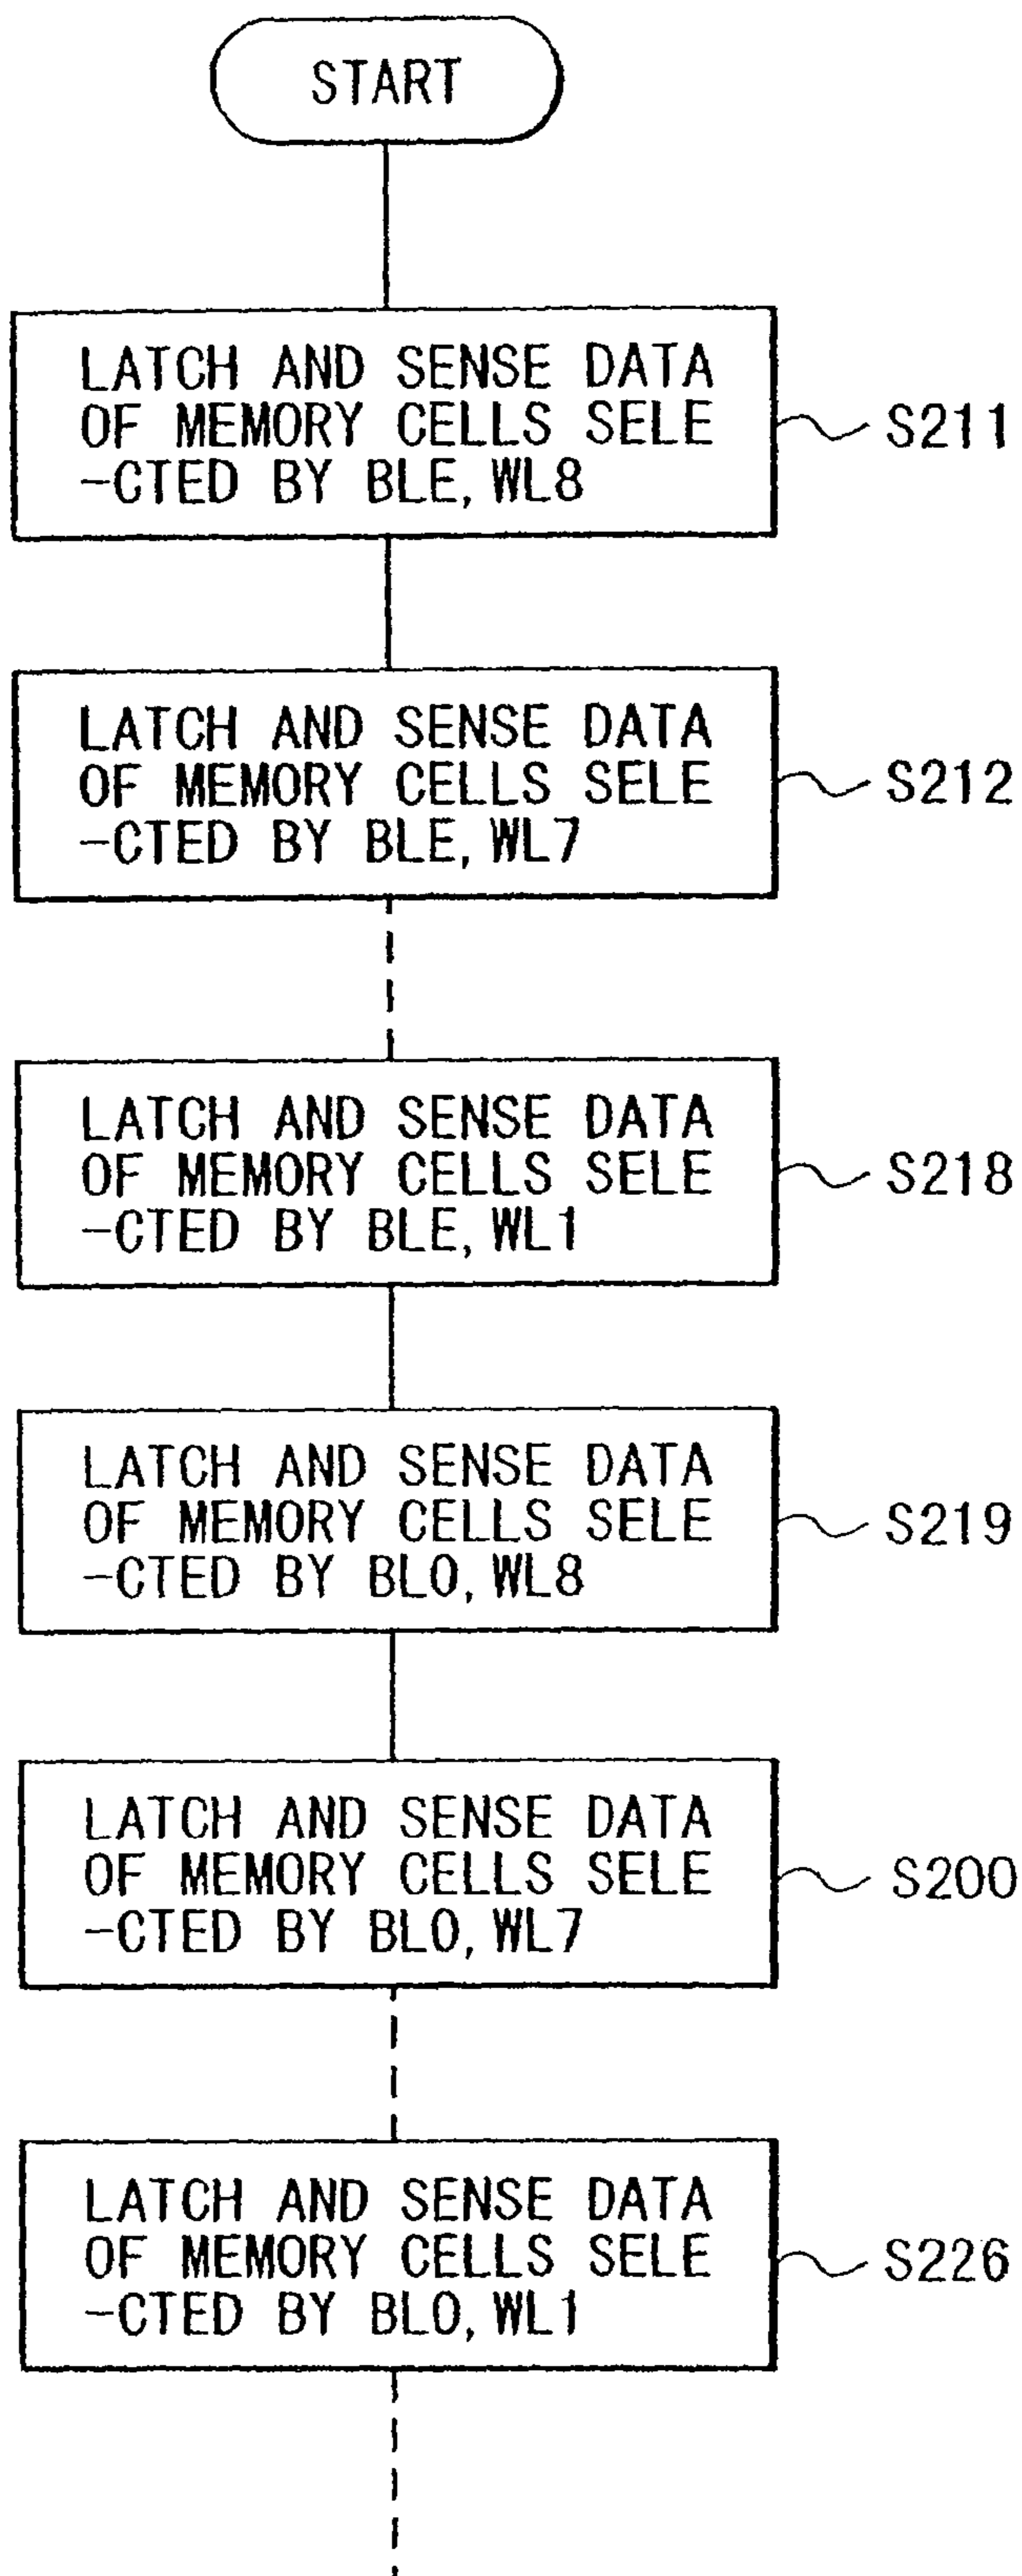 START
LATCH AND SENSE DATA
OF MEMORY CELLS SELE
-CTED BY BLE, WL8
S211
LATCH AND SENSE DATA
OF MEMORY CELLS SELE
-CTED BY BLE, WL7
S212
LATCH AND SENSE DATA
OF MEMORY CELLS SELE
-CTED BY BLE, WL1
S218
LATCH AND SENSE DATA
OF MEMORY CELLS SELE
-CTED BY BLO, WL8
S219
LATCH AND SENSE DATA
OF MEMORY CELLS SELE
-CTED BY BLO, WL7
S200
LATCH AND SENSE DATA
OF MEMORY CELLS SELE
-CTED BY BLO, WL1
S226